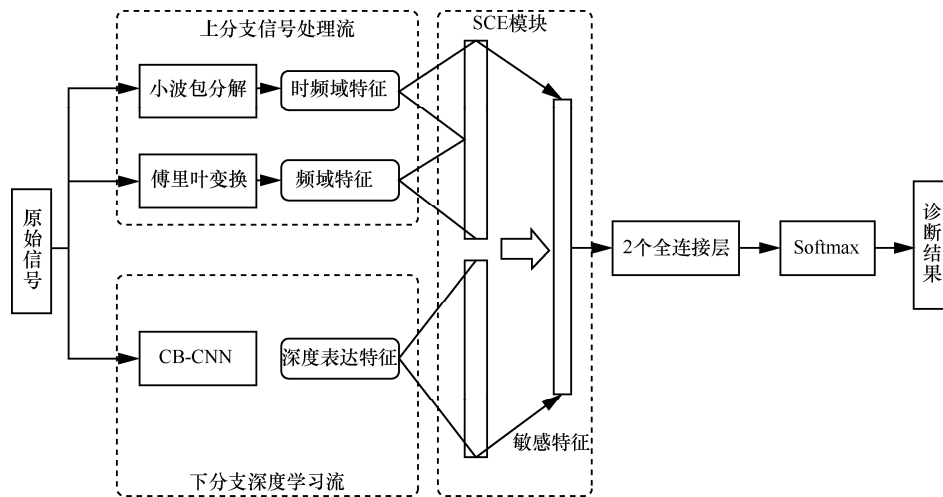 上分支信号处理流
SCE模块
小波包分解
时频域特征
傅里叶变换
频域特征
原始信号
2个全连接层
Softmax
诊断结果
CB-CNN
深度表达特征
敏感特征
下分支深度学习流